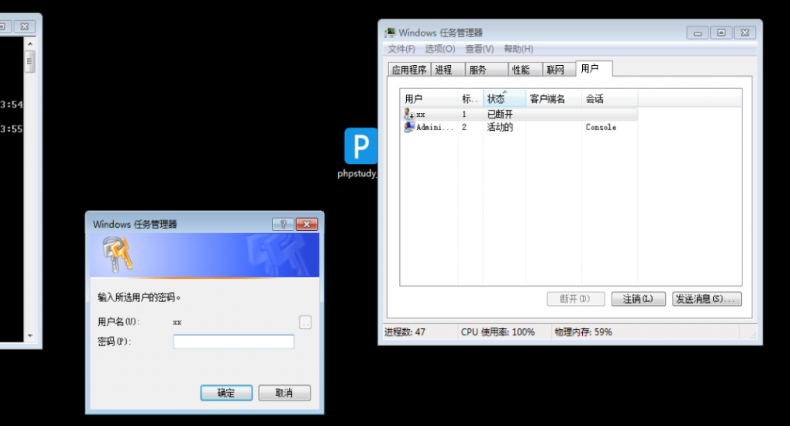 3:54
3:55
P
phpstudy_
Windows 任务管理器
文件(F) 选项(O) 查看(V) 帮助(H)
应用程序 进程 服务 性能 联网 用户
用户 标.. 状态 客户端名 会话
xx 1 已断开
Admini... 2 活动的 Console
断开(D) 注销(L) 发送消息(S)...
进程数: 47 CPU 使用率: 100% 物理内存: 59%
Windows 任务管理器
输入所选用户的密码。
用户名(U): xx
密码(P):
确定 取消